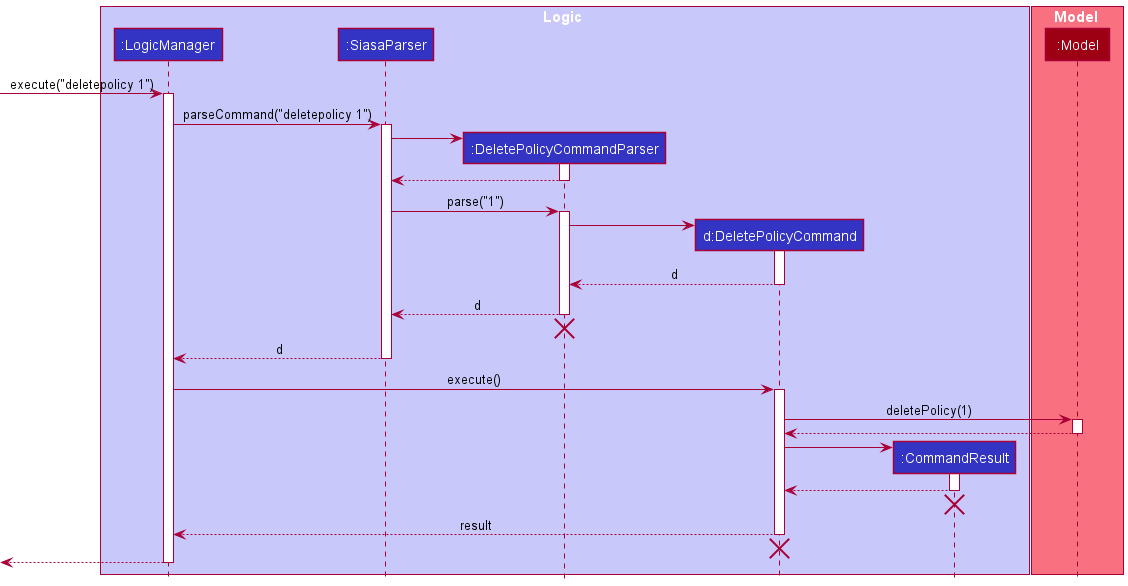 Logic
Model
:LogicManager
:SiasaParser
:Model
execute("deletepolicy 1")
parseCommand("deletepolicy 1")
:DeletePolicyCommandParser
parse("1")
d:DeletePolicyCommand
d
d
d
execute()
deletePolicy(1)
:CommandResult
result